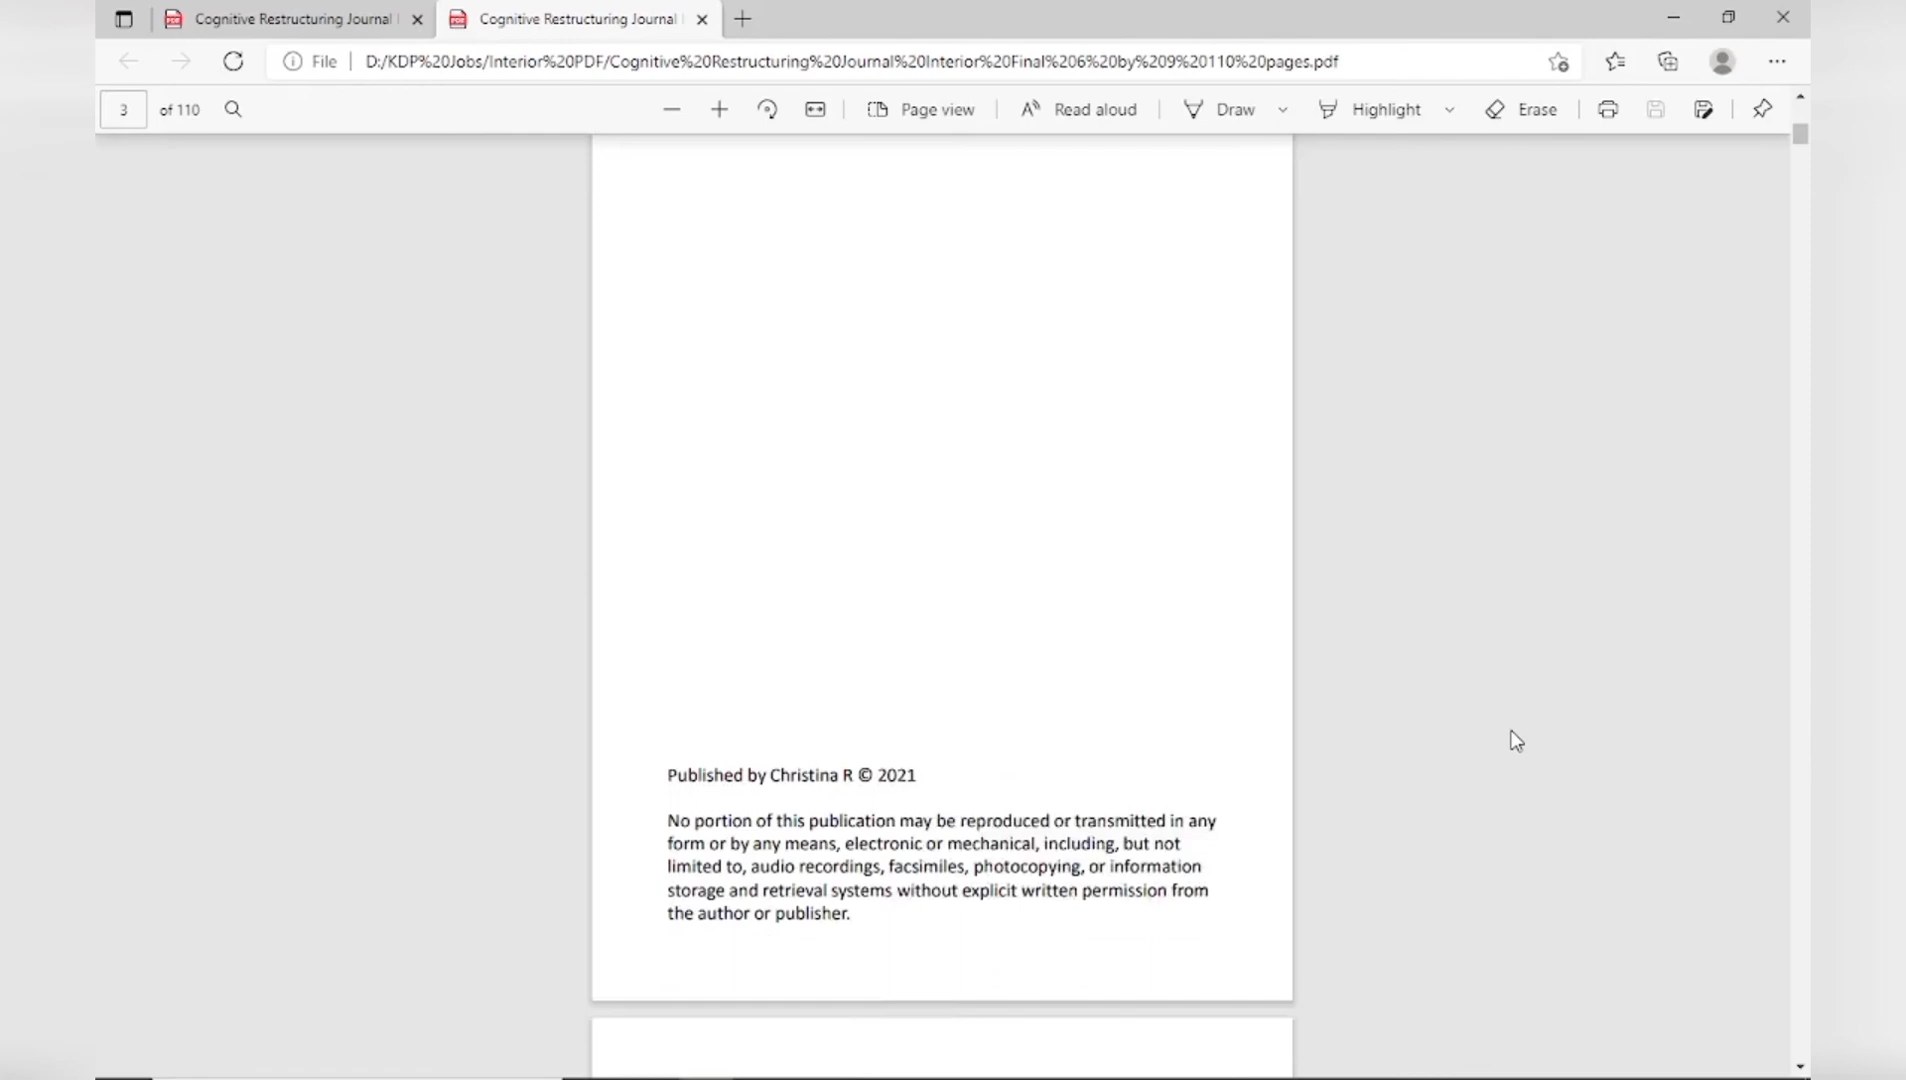 Cognitive Restructuring Journal
Cognitive Restructuring Journal
File
D:/KDP%20Jobs/Interior%20PDF/Cognitive%20Restructuring%20Journal%20Interior%20Final%206%20by%209%20110%20pages.pdf
3 of 110
Page view
Read aloud
Draw
Highlight
Erase
Published by Christina R © 2021
No portion of this publication may be reproduced or transmitted in any
form or by any means, electronic or mechanical, including, but not
limited to, audio recordings, facsimiles, photocopying, or information
storage and retrieval systems without explicit written permission from
the author or publisher.